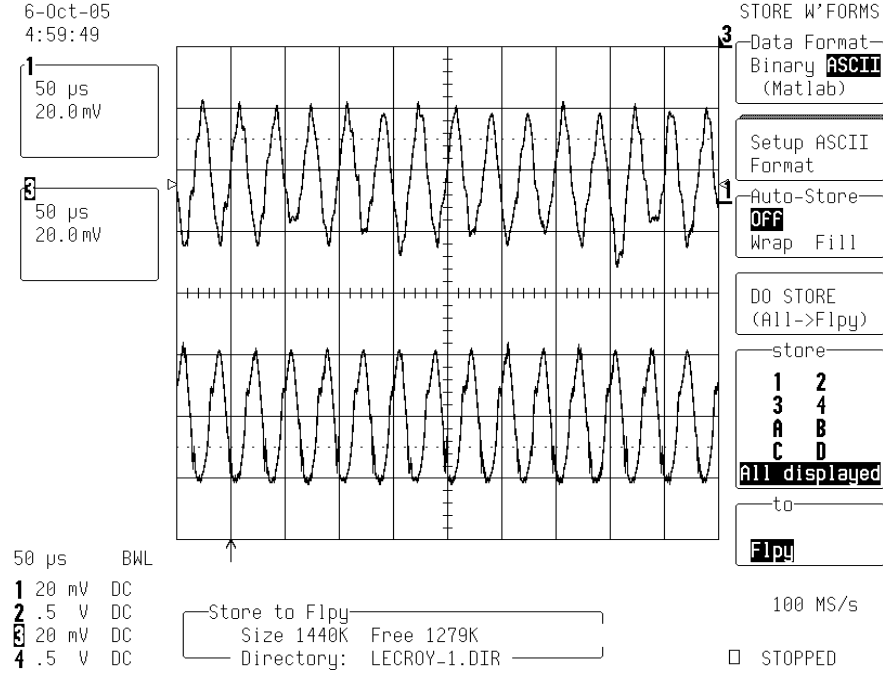 6-Oct-05
4:59:49
1
50 µs
20.0 mV
3
50 µs
20.0 mV
3
1
STORE W'FORMS
Data Format
Binary ASCII
(Matlab)
Setup ASCII
Format
Auto-Store
Off
Wrap Fill
DO STORE
(All->Flpy)
store
1 2
3 4
A B
C D
All displayed
to
Flpy
50 µs BWL
1 20 mV DC
2 .5 V DC
3 20 mV DC
4 .5 V DC
Store to Flpy
Size 1440K Free 1279K
Directory: LECROY_1.DIR
100 MS/s
STOPPED